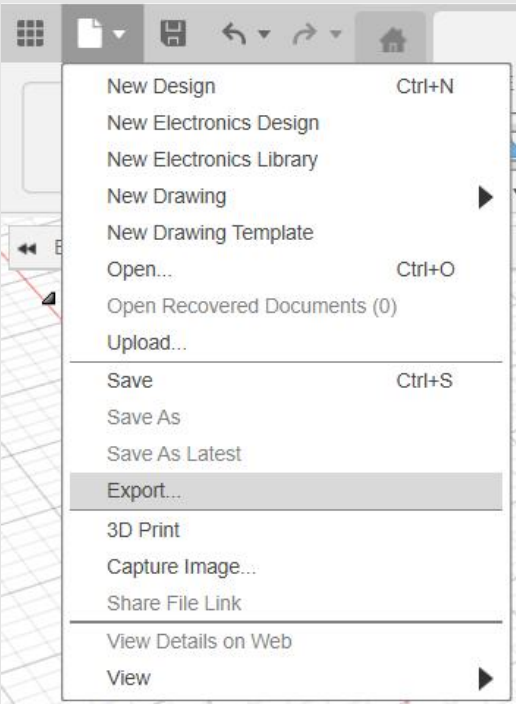 New Design Ctrl+N
New Electronics Design
New Electronics Library
New Drawing
New Drawing Template
Open... Ctrl+O
Open Recovered Documents (0)
Upload...
Save Ctrl+S
Save As
Save As Latest
Export...
3D Print
Capture Image...
Share File Link
View Details on Web
View